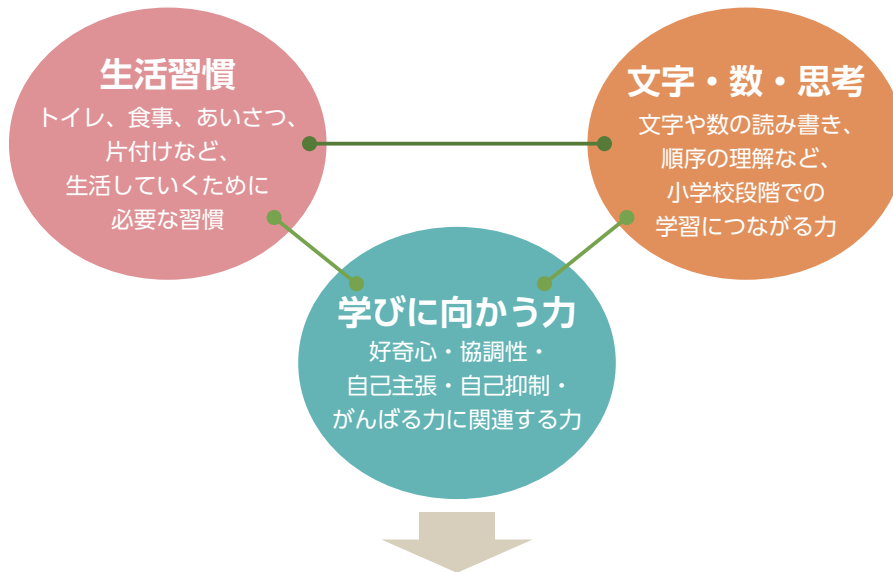 生活習慣
トイレ、食事、あいさつ、
片付けなど、
生活していくために
必要な習慣
文字・数・思考
文字や数の読み書き、
順序の理解など、
小学校段階での
学習につながる力
学びに向かう力
好奇心・協調性・
自己主張・自己抑制・
がんばる力に関連する力